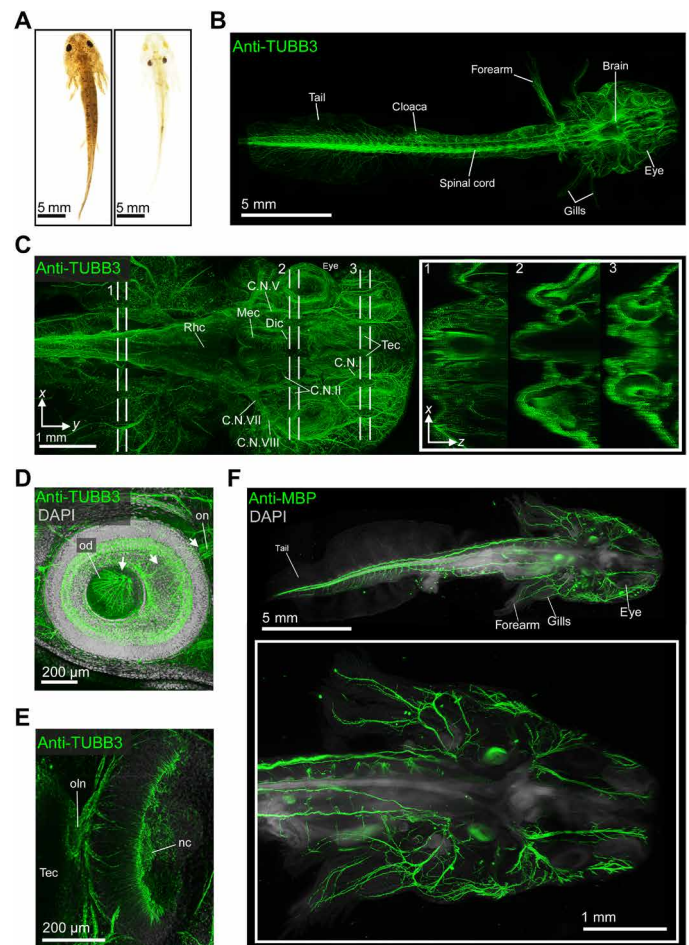 A
5 mm
5 mm
B
Anti-TUBB3
Tail
Cloaca
Forearm
Brain
Spinal cord
Eye
Gills
5 mm
C
Anti-TUBB3
1
2
3
Eye
C.N.V
Mec
Dic
Rhc
Tec
C.N.I
C.N.II
C.N.VII
C.N.VIII
x
y
1 mm
1
2
3
x
z
D
Anti-TUBB3
DAPI
on
od
200 µm
E
Anti-TUBB3
oln
nc
Tec
200 µm
F
Anti-MBP
DAPI
Tail
Eye
Gills
Forearm
5 mm
1 mm